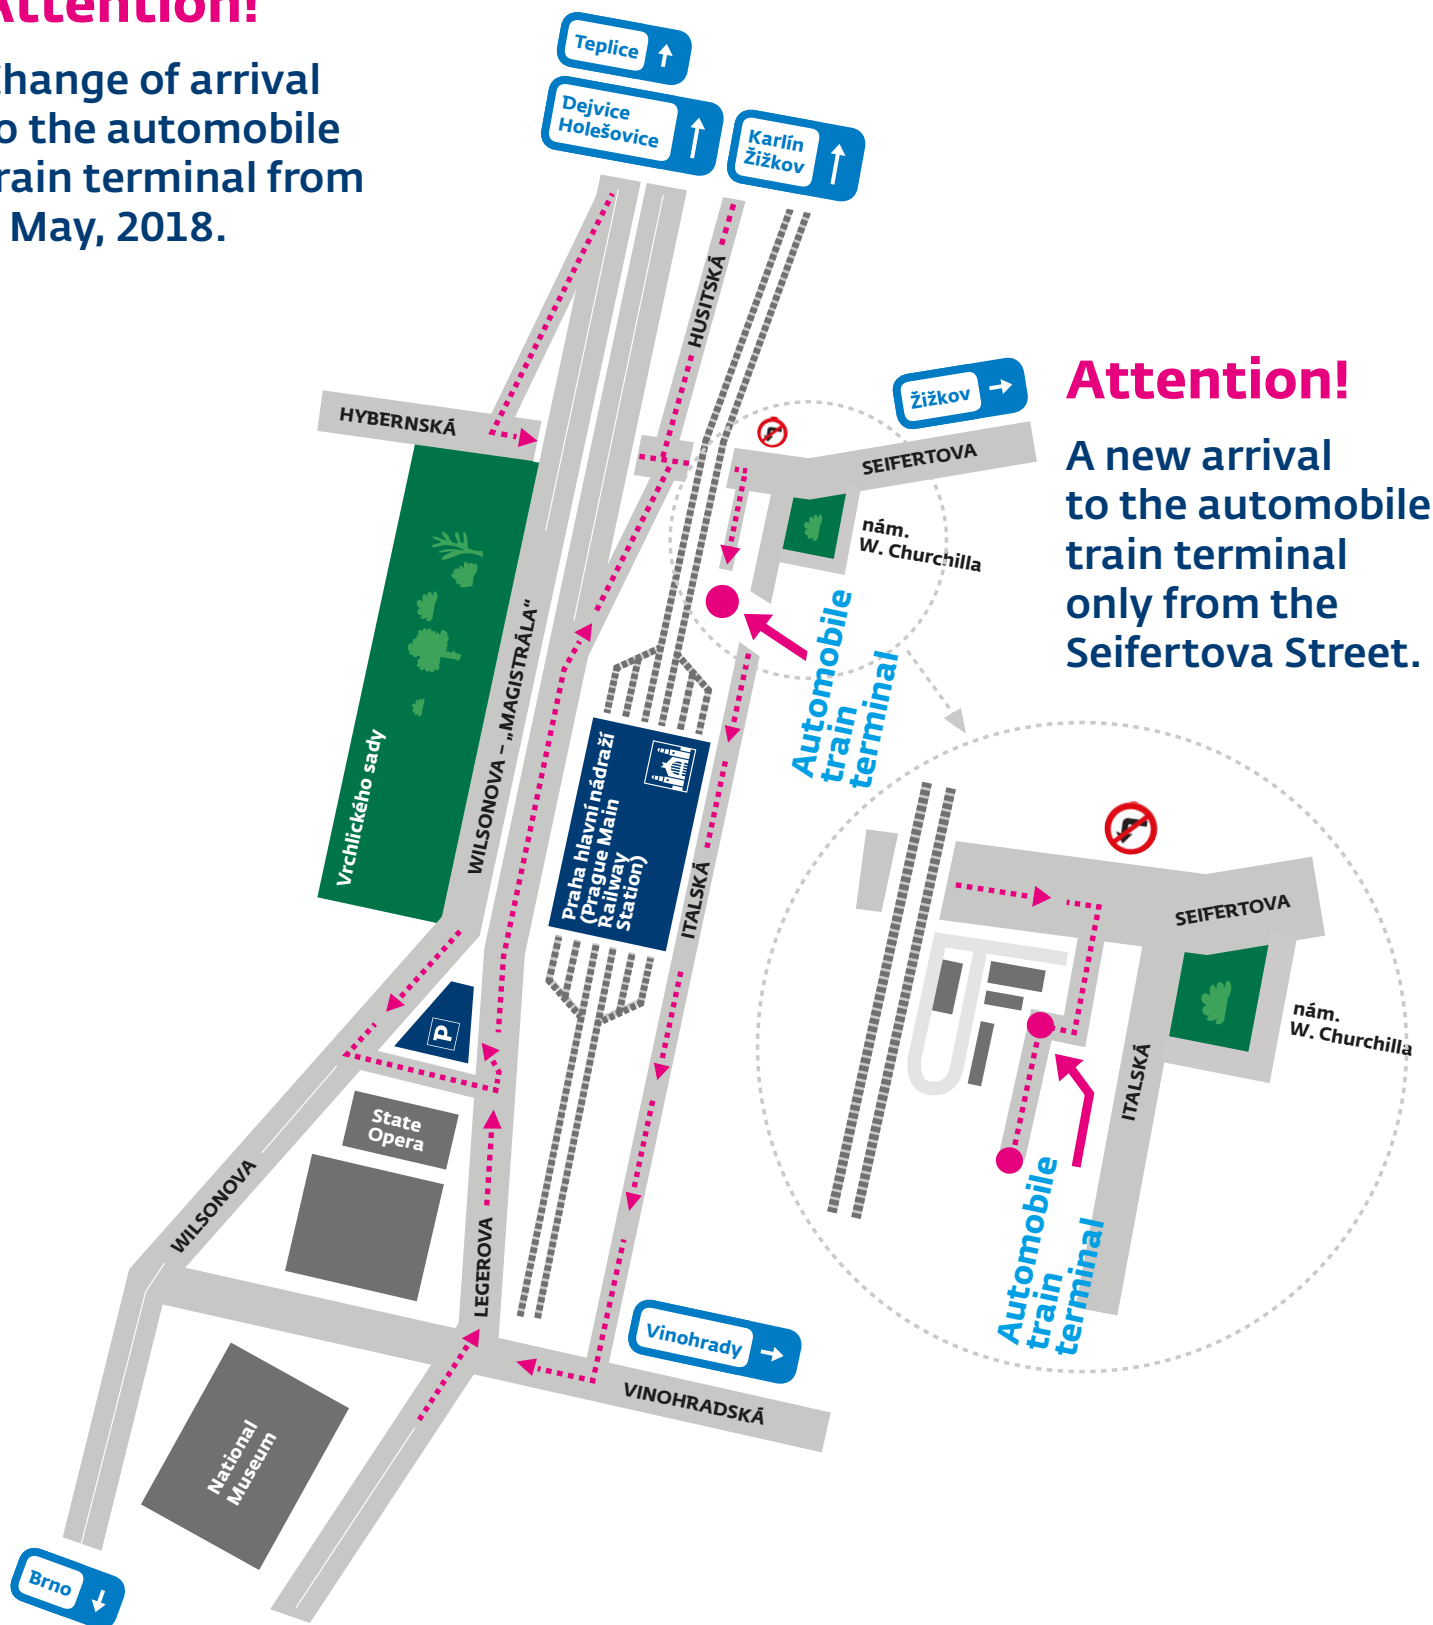 Attention!
hange of arrival
o the automobile
rain terminal from
May, 2018.
Teplice
Dejvice
Holešovice
Karlín
Žižkov
HUSITSKÁ
HYBERNSKÁ
Žižkov
SEIFERTOVA
nám.
W. Churchilla
Attention!
A new arrival
to the automobile
train terminal
only from the
Seifertova Street.
Automobile
train
terminal
Vrchlického sady
WILSONOVA – „MAGISTRÁLA“
Praha hlavní nádraží
(Prague Main
Railway
Station)
ITALSKÁ
P
State
Opera
WILSONOVA
LEGEROVA
Vinohrady
VINOHRADSKÁ
National
Museum
Brno
SEIFERTOVA
nám.
W. Churchilla
ITALSKÁ
Automobile
train
terminal